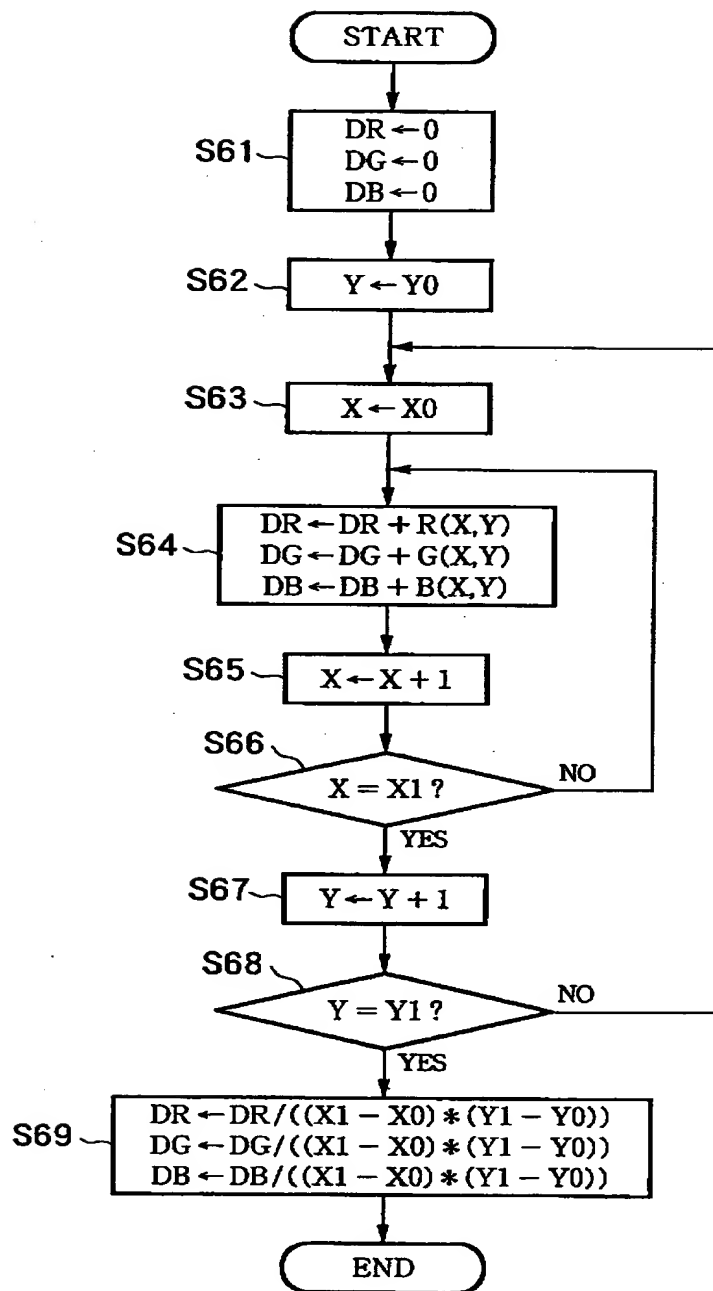 START
S61
DR ← 0
DG ← 0
DB ← 0
S62
Y ← Y0
S63
X ← X0
S64
DR ← DR + R(X,Y)
DG ← DG + G(X,Y)
DB ← DB + B(X,Y)
S65
X ← X + 1
S66
X = X1 ?
NO
YES
S67
Y ← Y + 1
S68
Y = Y1 ?
NO
YES
S69
DR ← DR/((X1 − X0) * (Y1 − Y0))
DG ← DG/((X1 − X0) * (Y1 − Y0))
DB ← DB/((X1 − X0) * (Y1 − Y0))
END